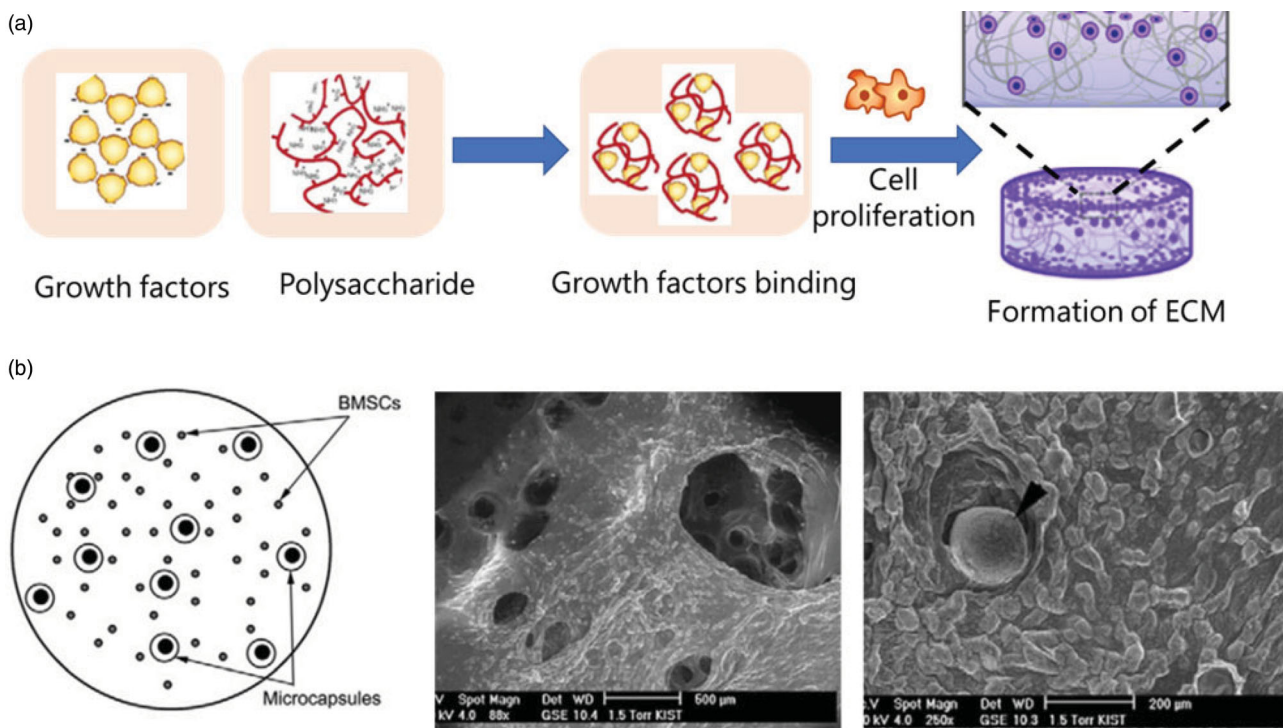 (a)
Growth factors
Polysaccharide
Growth factors binding
Cell
proliferation
Formation of ECM
(b)
BMSCs
Microcapsules
V Spot Magn Det WD 500 µm
kV 4.0 88x GSE 10.4 1.5 Torr KIST
c.V Spot Magn Det WD 200 µm
0 kV 4.0 250x GSE 10.3 1.5 Torr KIST